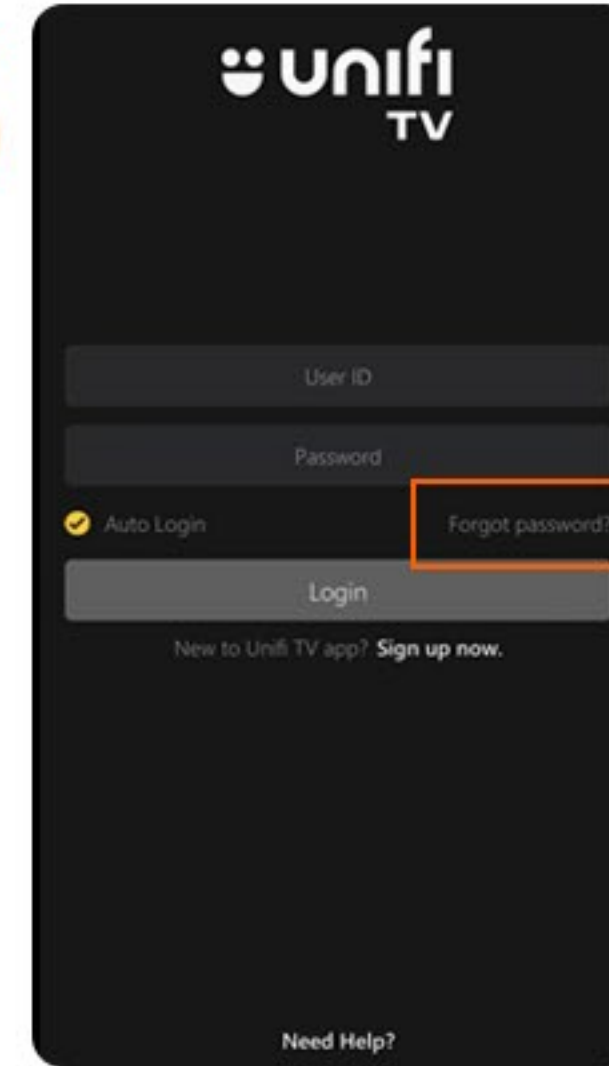 unifi
TV
User ID
Password
Auto Login Forgot password?
Login
New to Unifi TV app? Sign up now.
Need Help?